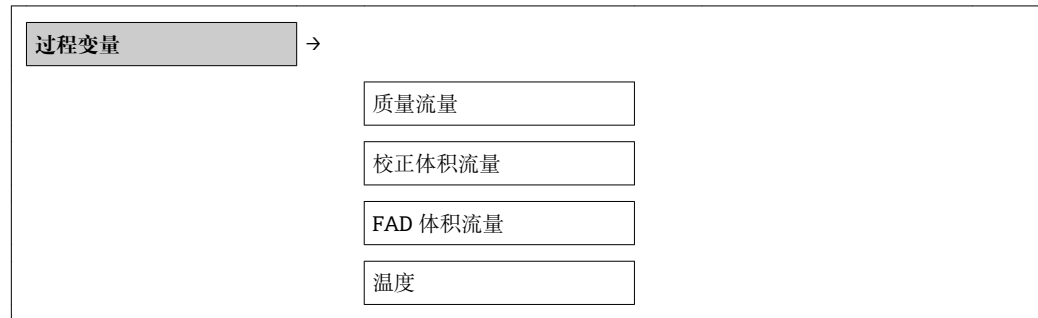 过程变量 →
质量流量
校正体积流量
FAD 体积流量
温度